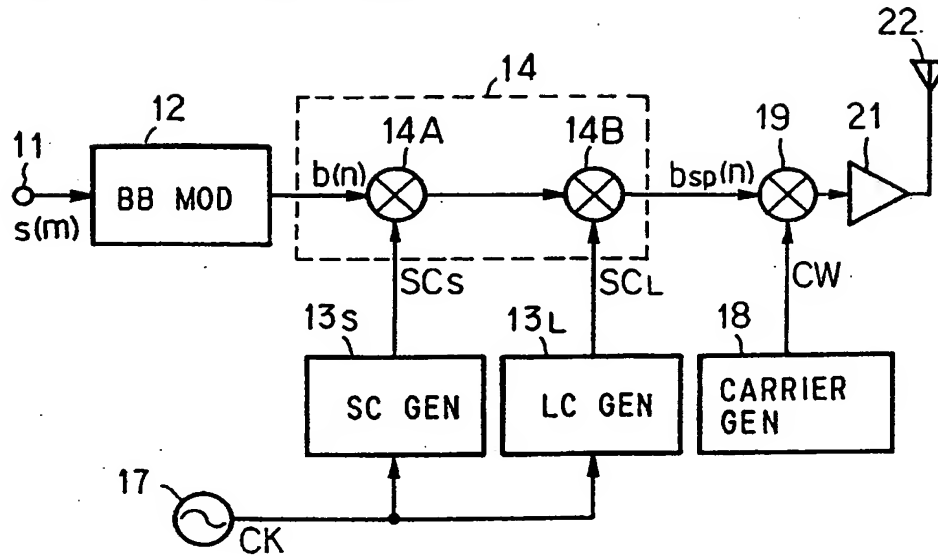 22
14
12
14A
14B
19
21
11
b(n)
bsp(n)
BB MOD
s(m)
SCs
SCL
CW
13s
13L
18
SC GEN
LC GEN
CARRIER
GEN
17
CK